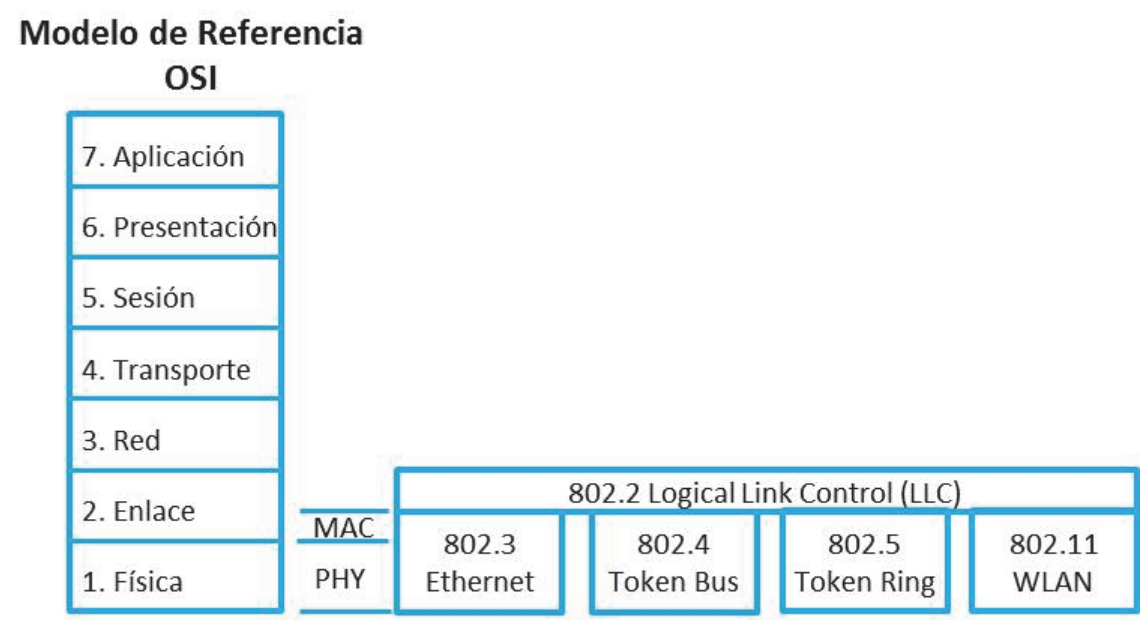 Modelo de Referencia
OSI
7. Aplicación
6. Presentación
5. Sesión
4. Transporte
3. Red
2. Enlace
1. Física
MAC
PHY
802.2 Logical Link Control (LLC)
802.3
Ethernet
802.4
Token Bus
802.5
Token Ring
802.11
WLAN